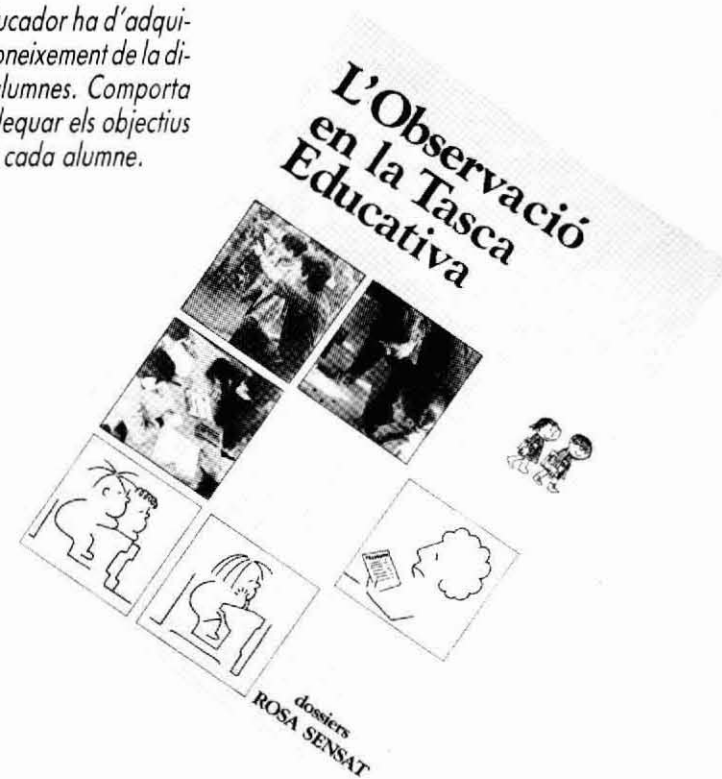 ucador ha d'adqui-
oneixement de la di-
alumnes. Comporta
dequar els objectius
cada alumne.
L'Observació
en la Tasca
Educativa
dossiers
ROSA SENSAT